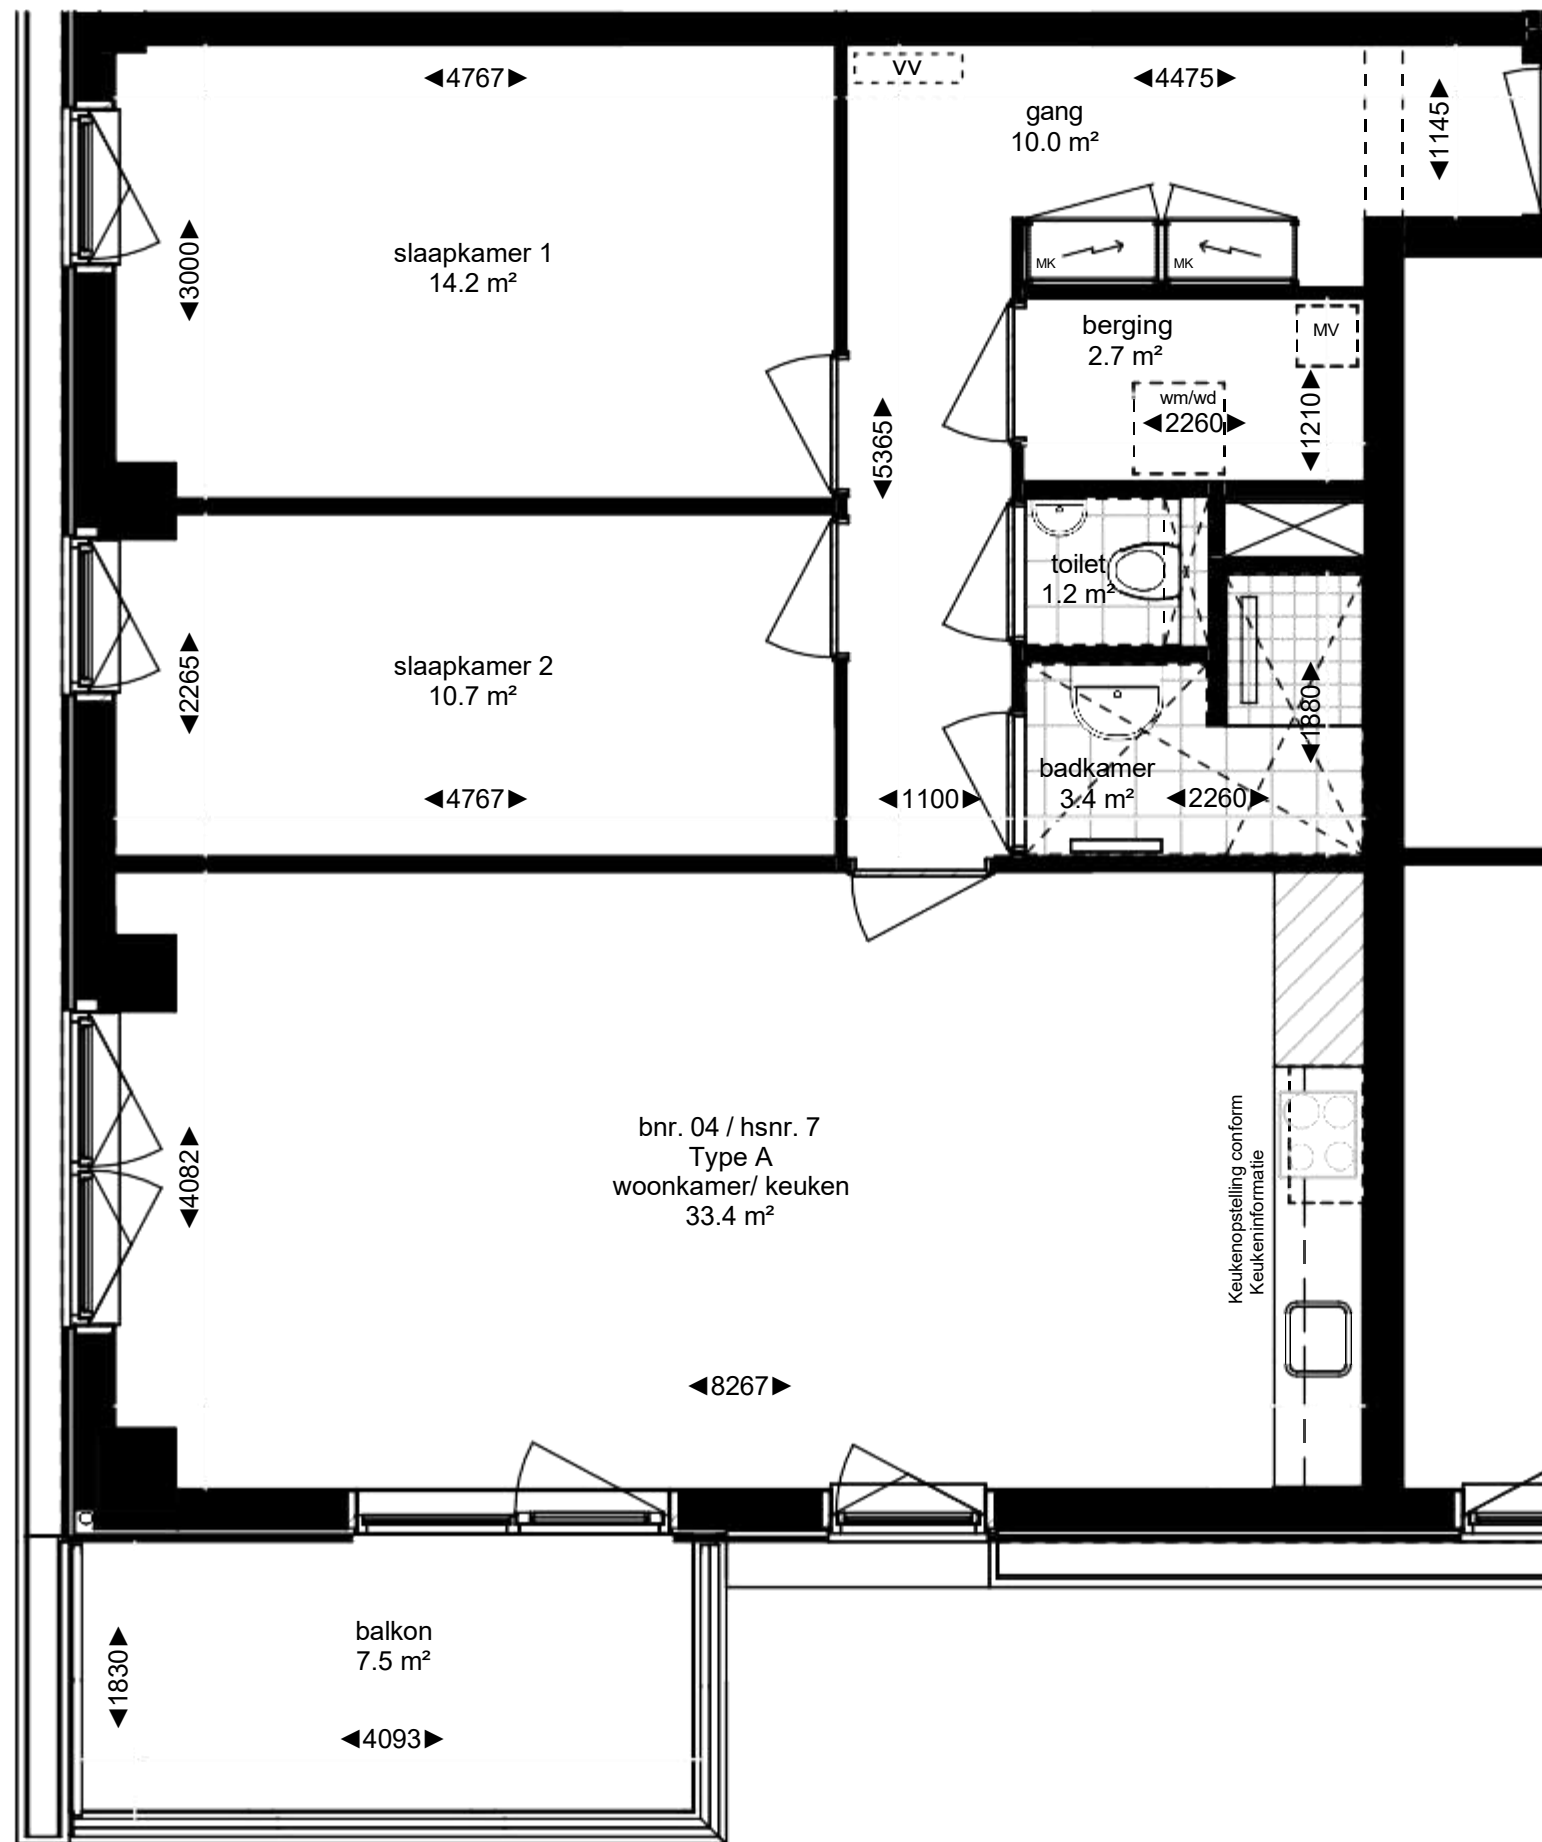 ◄4767►
VV
◄4475►
◄1145►
gang
10.0 m²
◄3000►
slaapkamer 1
14.2 m²
MK
MK
berging
2.7 m²
MV
wm/wd
◄2260►
◄1210►
◄5365►
toilet
1.2 m²
slaapkamer 2
10.7 m²
◄2265►
◄4767►
◄1100►
badkamer
3.4 m²
◄2260►
◄1880►
bnr. 04 / hsnr. 7
Type A
woonkamer/ keuken
33.4 m²
◄4082►
Keukenopstelling conform
Keukeninformatie
◄8267►
balkon
7.5 m²
◄1830►
◄4093►